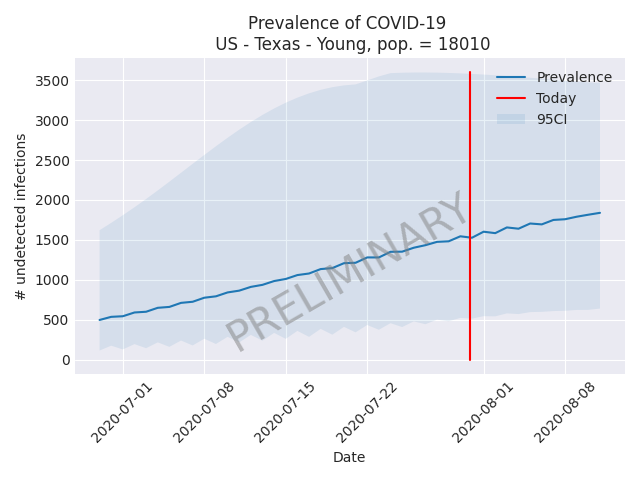 Prevalence of COVID-19
US - Texas - Young, pop. = 18010
# undetected infections
3500
3000
2500
2000
1500
1000
500
0
Prevalence
Today
95CI
PRELIMINARY
2020-07-01
2020-07-08
2020-07-15
2020-07-22
2020-08-01
2020-08-08
Date